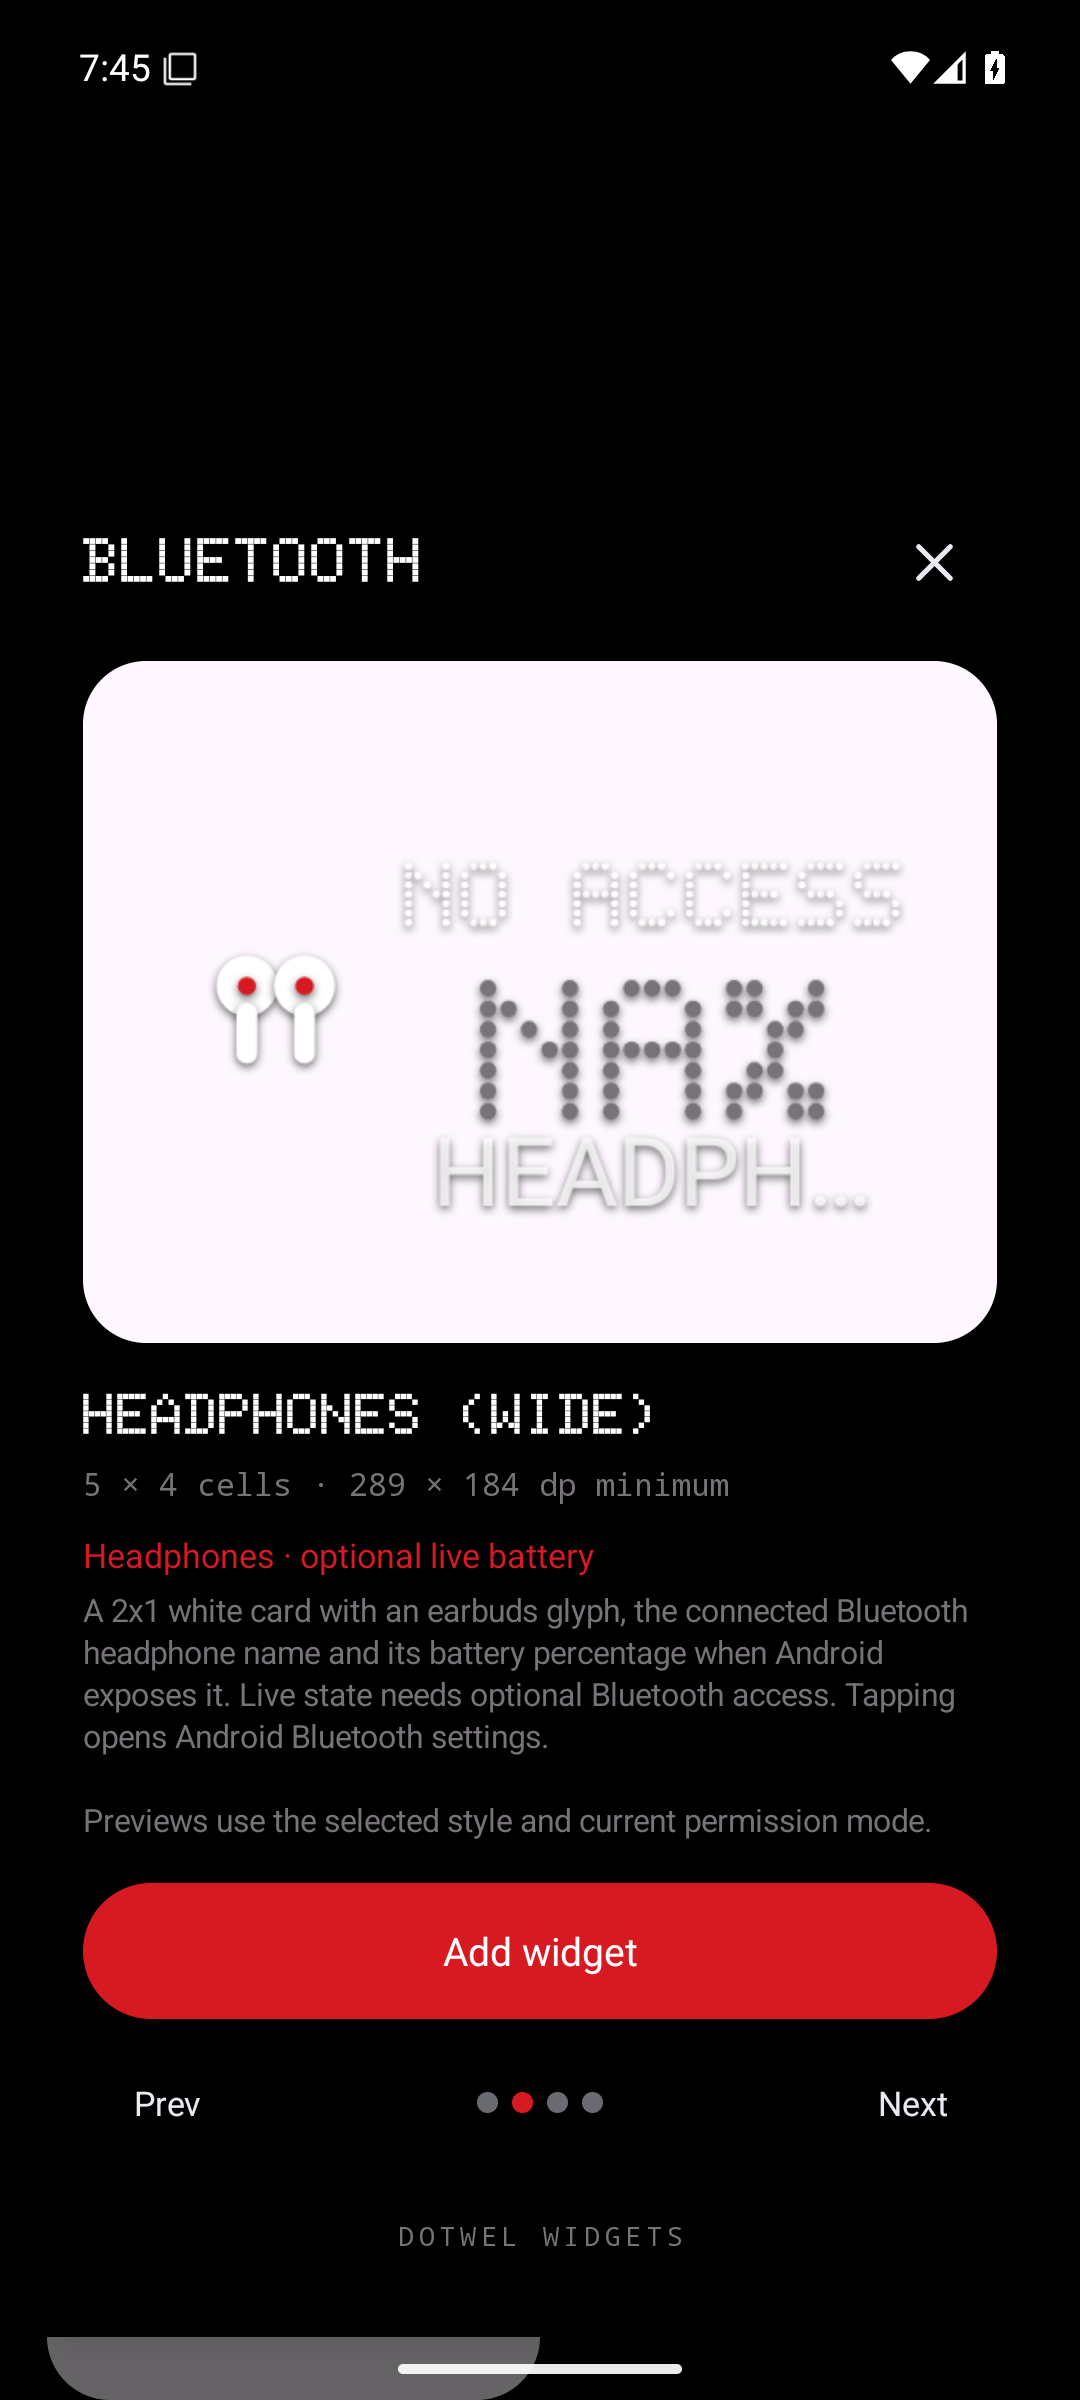 7:45
BLUETOOTH
NO ACCESS
NA%
HEADPH...
HEADPHONES (WIDE)
5 × 4 cells · 289 × 184 dp minimum
Headphones · optional live battery
A 2x1 white card with an earbuds glyph, the connected Bluetooth
headphone name and its battery percentage when Android
exposes it. Live state needs optional Bluetooth access. Tapping
opens Android Bluetooth settings.
Previews use the selected style and current permission mode.
Add widget
Prev
Next
DOTWEL WIDGETS